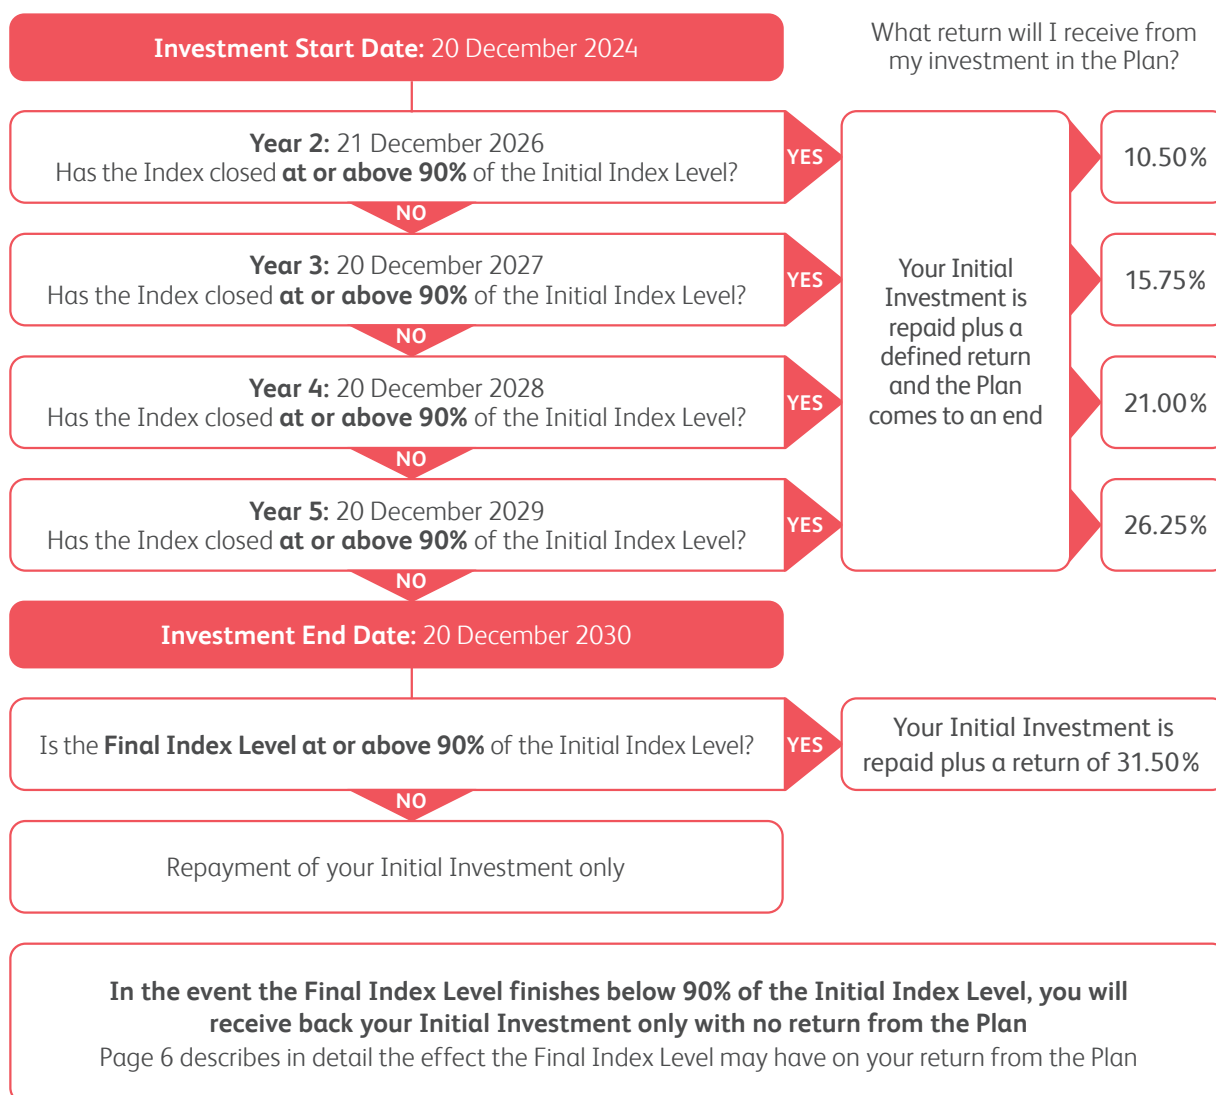 Investment Start Date: 20 December 2024
What return will I receive from
my investment in the Plan?
Year 2: 21 December 2026
Has the Index closed at or above 90% of the Initial Index Level?
YES
10.50%
NO
Year 3: 20 December 2027
Has the Index closed at or above 90% of the Initial Index Level?
YES
15.75%
NO
Your Initial
Investment is
repaid plus a
defined return
and the Plan
comes to an end
Year 4: 20 December 2028
Has the Index closed at or above 90% of the Initial Index Level?
YES
21.00%
NO
Year 5: 20 December 2029
Has the Index closed at or above 90% of the Initial Index Level?
YES
26.25%
NO
Investment End Date: 20 December 2030
Is the Final Index Level at or above 90% of the Initial Index Level?
YES
Your Initial Investment is
repaid plus a return of 31.50%
NO
Repayment of your Initial Investment only
In the event the Final Index Level finishes below 90% of the Initial Index Level, you will
receive back your Initial Investment only with no return from the Plan
Page 6 describes in detail the effect the Final Index Level may have on your return from the Plan